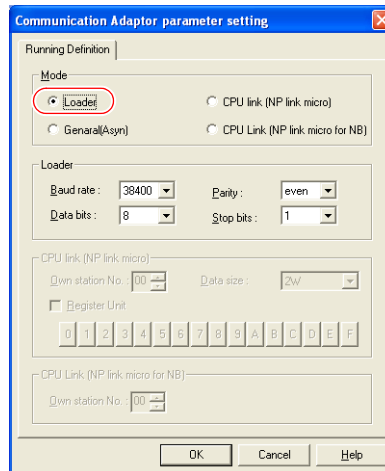 Communication Adaptor parameter setting
Running Definition
Mode
Loader
CPU link (NP link micro)
Genaral(Asyn)
CPU Link (NP link micro for NB)
Loader
Baud rate : 38400 Parity : even
Data bits : 8 Stop bits : 1
CPU link (NP link micro)
Own station No. : 00 Data size : 2W
Register Unit
0 1 2 3 4 5 6 7 8 9 A B C D E F
CPU Link (NP link micro for NB)
Own station No. : 00
OK Cancel Help